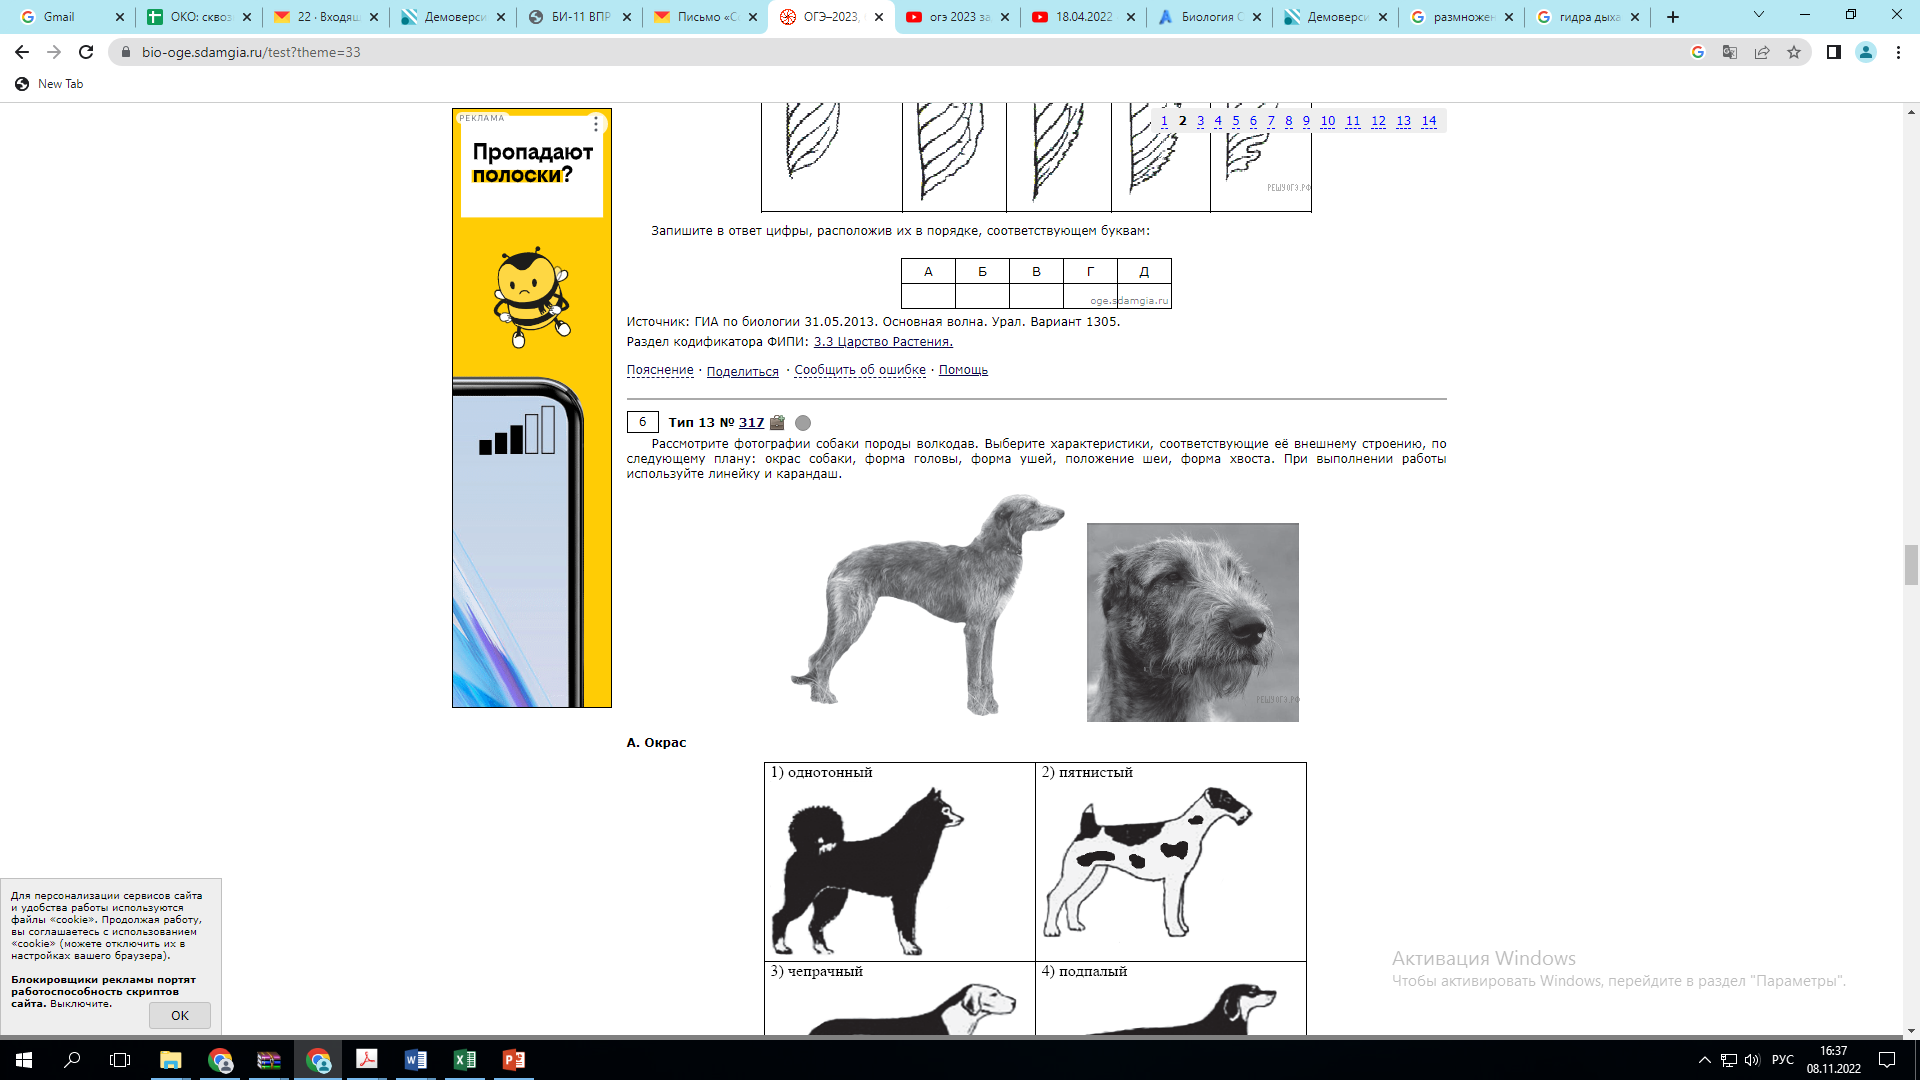 Gmail
ОКО: сквоз
22 · Входящ
Демоверси
БИ-11 ВПР
Письмо «Со
ОГЭ–2023,
огэ 2023 за
18.04.2022
Биология С
Демоверси
размножен
гидра дыха
bio-oge.sdamgia.ru/test?theme=33
New Tab
РЕКЛАМА
Пропадают
полоски?
1 2 3 4 5 6 7 8 9 10 11 12 13 14
РЕШУОГЭ.РФ
Запишите в ответ цифры, расположив их в порядке, соответствующем буквам:
А Б В Г Д
oge.sdamgia.ru
Источник: ГИА по биологии 31.05.2013. Основная волна. Урал. Вариант 1305.
Раздел кодификатора ФИПИ: 3.3 Царство Растения.
Пояснение · Поделиться · Сообщить об ошибке · Помощь
6 Тип 13 № 317
Рассмотрите фотографии собаки породы волкодав. Выберите характеристики, соответствующие её внешнему строению, по
следующему плану: окрас собаки, форма головы, форма ушей, положение шеи, форма хвоста. При выполнении работы
используйте линейку и карандаш.
РЕШУОГЭ.РФ
А. Окрас
1) однотонный
2) пятнистый
3) чепрачный
4) подпалый
Для персонализации сервисов сайта
и удобства работы используются
файлы «cookie». Продолжая работу,
вы соглашаетесь с использованием
«cookie» (можете отключить их в
настройках вашего браузера).
Блокировщики рекламы портят
работоспособность скриптов
сайта. Выключите.
OK
Активация Windows
Чтобы активировать Windows, перейдите в раздел "Параметры".
РУС
16:37
08.11.2022